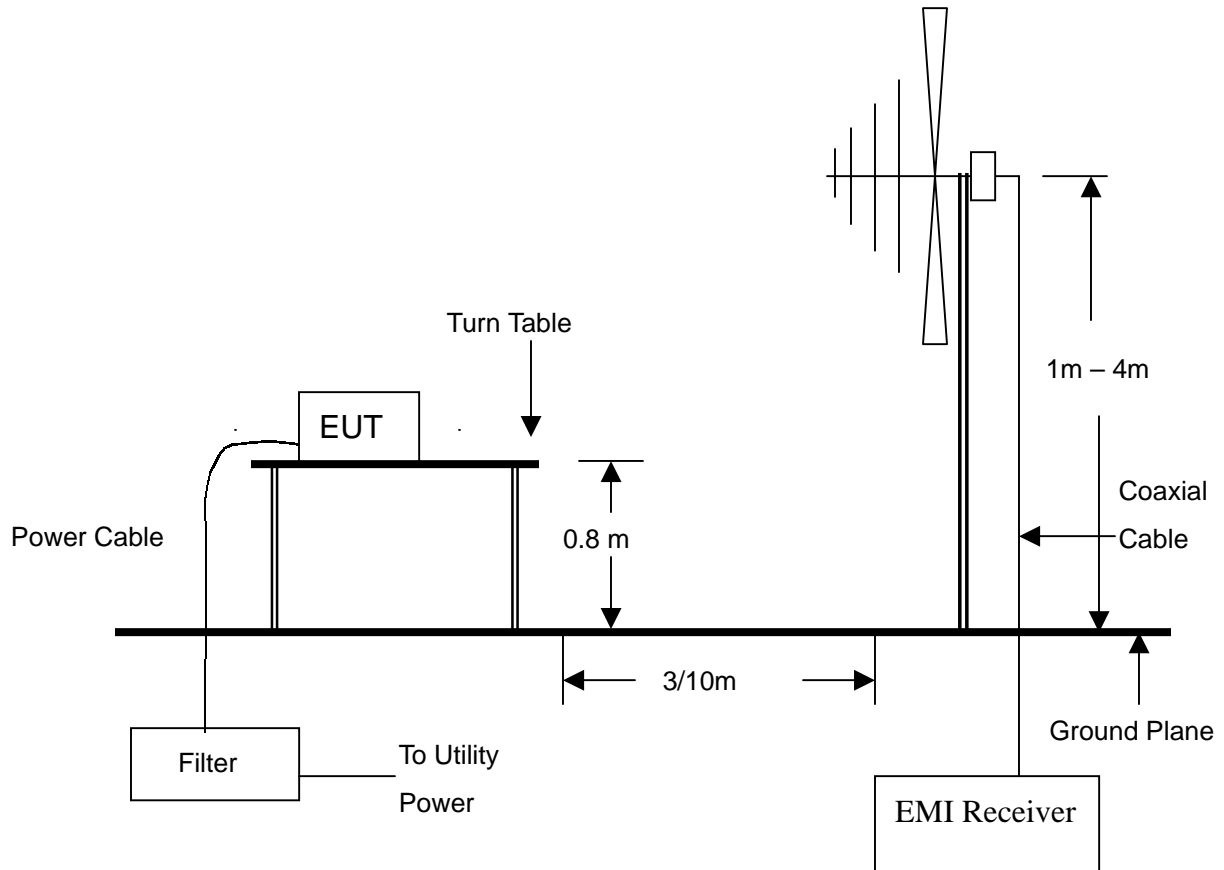 Turn Table
1m – 4m
EUT
Coaxial
Cable
Power Cable
0.8 m
3/10m
Ground Plane
Filter
To Utility
Power
EMI Receiver